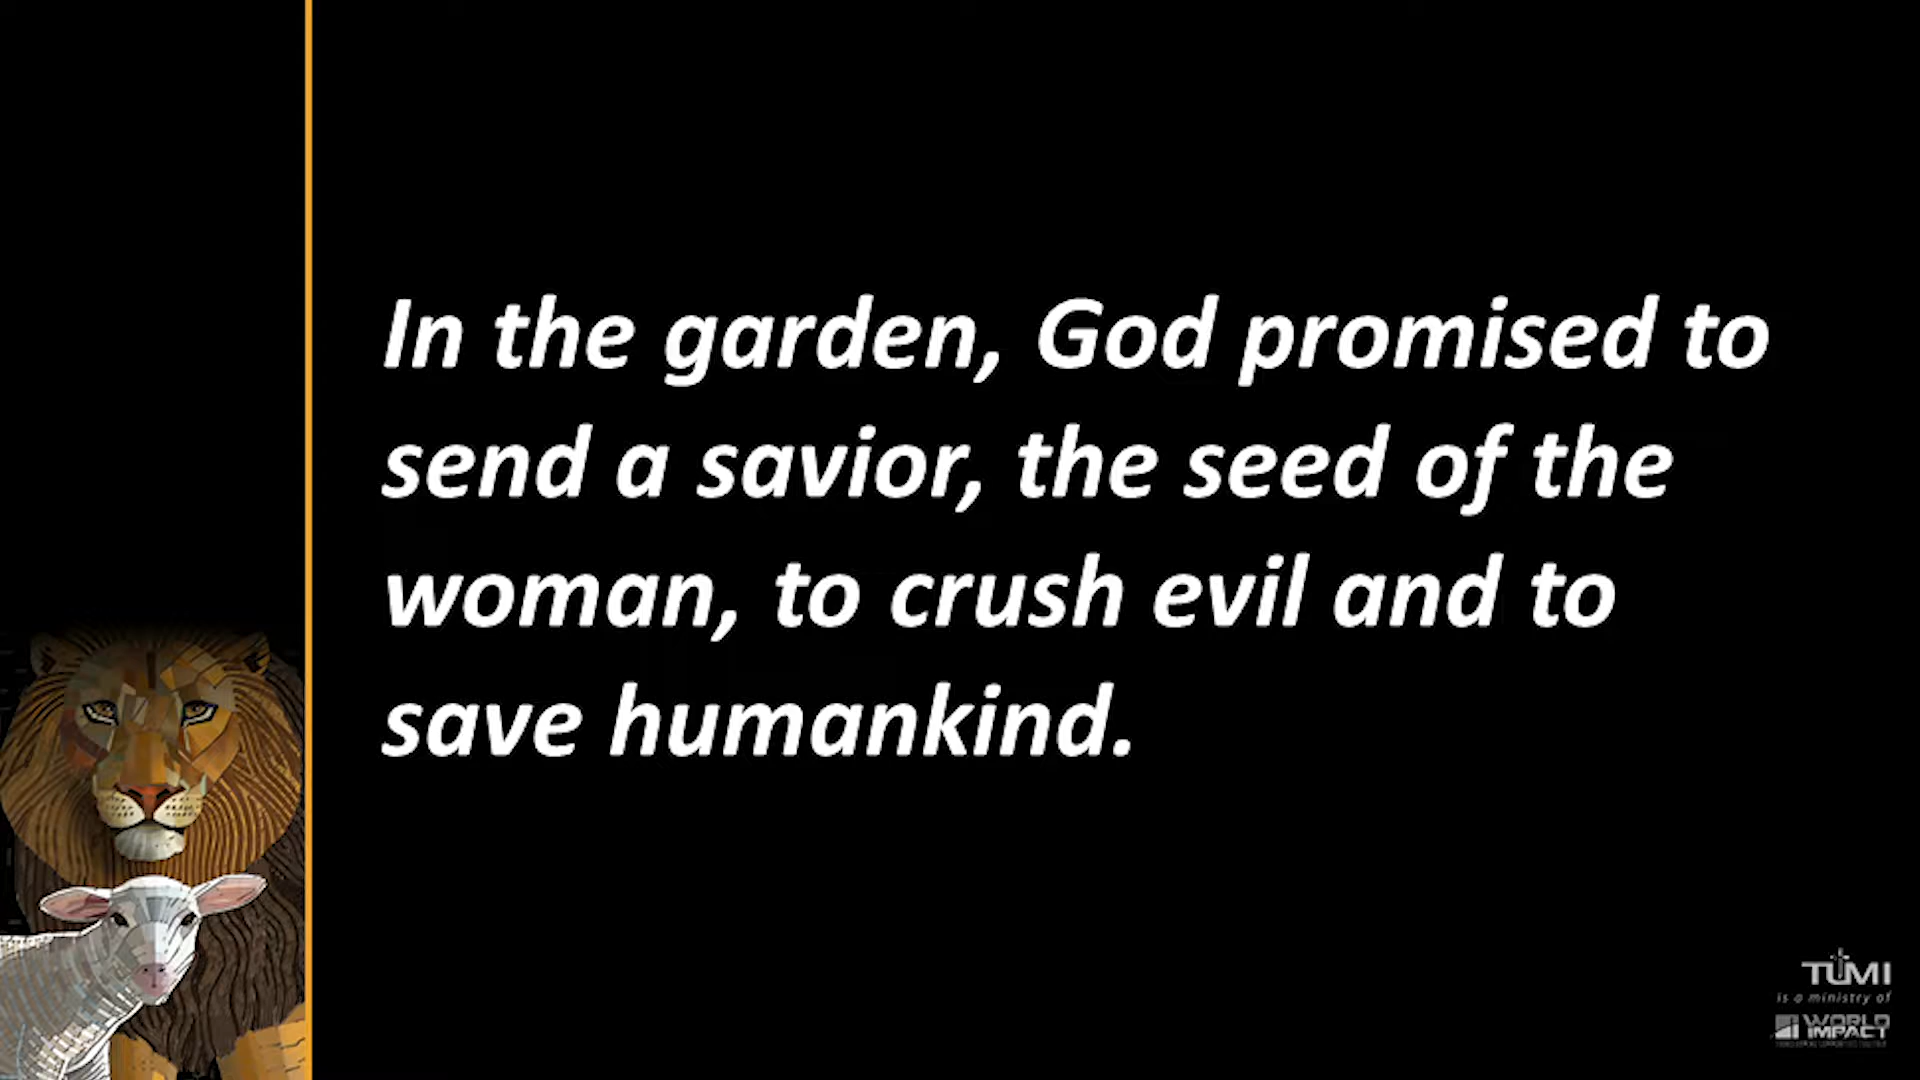 In the garden, God promised to
send a savior, the seed of the
woman, to crush evil and to
save humankind.
TUMI
is a ministry of
WORLD
IMPACT